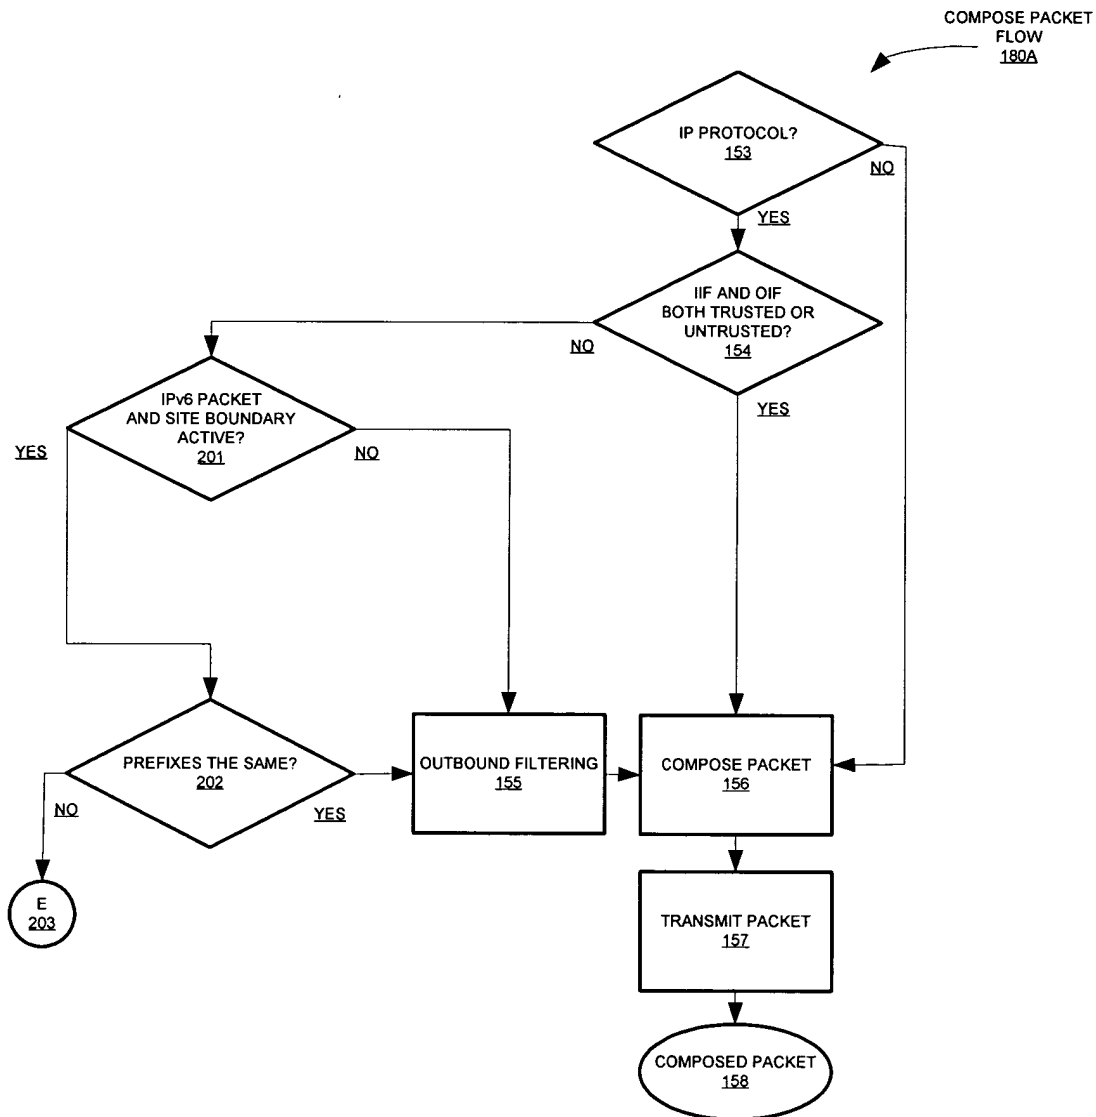 COMPOSE PACKET
FLOW
180A
IP PROTOCOL?
153
NO
YES
IIF AND OIF
BOTH TRUSTED OR
UNTRUSTED?
154
NO
YES
IPv6 PACKET
AND SITE BOUNDARY
ACTIVE?
201
YES
NO
PREFIXES THE SAME?
202
NO
YES
OUTBOUND FILTERING
155
COMPOSE PACKET
156
E
203
TRANSMIT PACKET
157
COMPOSED PACKET
158